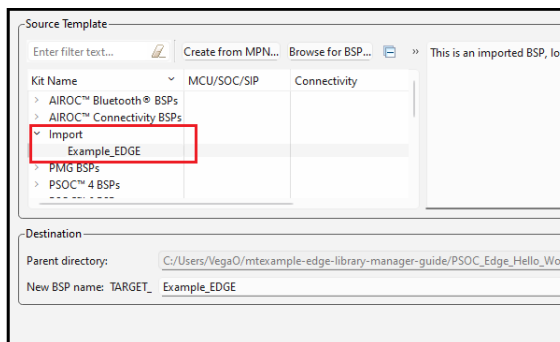 Source Template
Enter filter text... Create from MPN... Browse for BSP... » This is an imported BSP, lo
Kit Name MCU/SOC/SIP Connectivity
AIROC™ Bluetooth® BSPs
AIROC™ Connectivity BSPs
Import
Example_EDGE
PMG BSPs
PSOC™ 4 BSPs
Destination
Parent directory: C:/Users/VegaO/mtexample-edge-library-manager-guide/PSOC_Edge_Hello_Wo
New BSP name: TARGET_ Example_EDGE